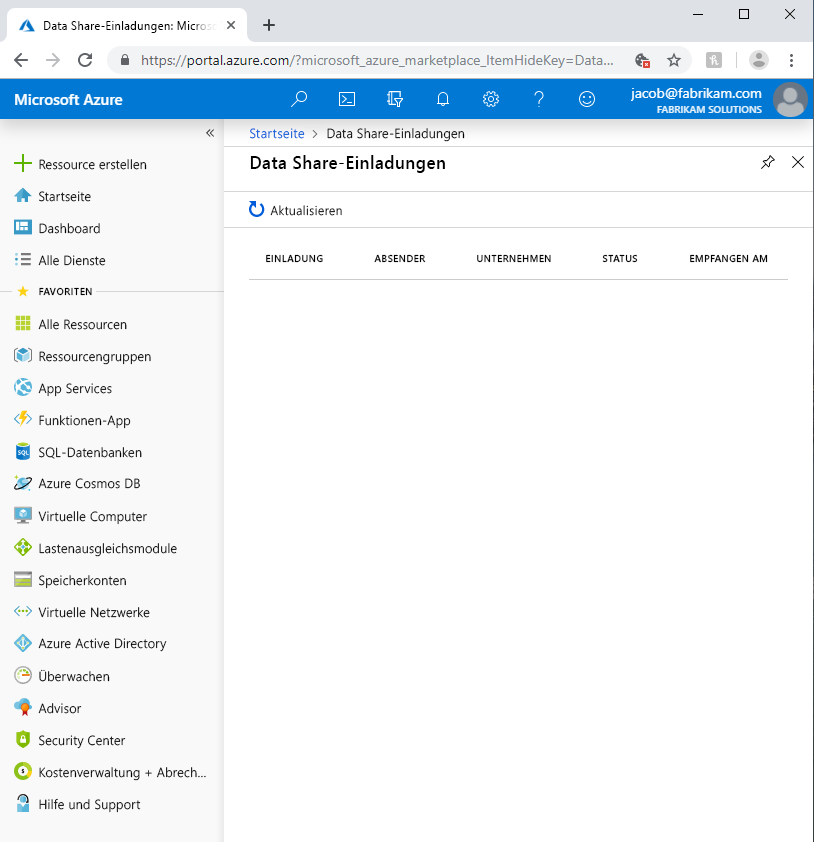 Data Share-Einladungen: Micros
https://portal.azure.com/?microsoft_azure_marketplace_ItemHideKey=Data...
Microsoft Azure
jacob@fabrikam.com
FABRIKAM SOLUTIONS
Startseite > Data Share-Einladungen
Data Share-Einladungen
Aktualisieren
EINLADUNG ABSENDER UNTERNEHMEN STATUS EMPFANGEN AM
Ressource erstellen
Startseite
Dashboard
Alle Dienste
FAVORITEN
Alle Ressourcen
Ressourcengruppen
App Services
Funktionen-App
SQL-Datenbanken
Azure Cosmos DB
Virtuelle Computer
Lastenausgleichsmodule
Speicherkonten
Virtuelle Netzwerke
Azure Active Directory
Überwachen
Advisor
Security Center
Kostenverwaltung + Abrech...
Hilfe und Support